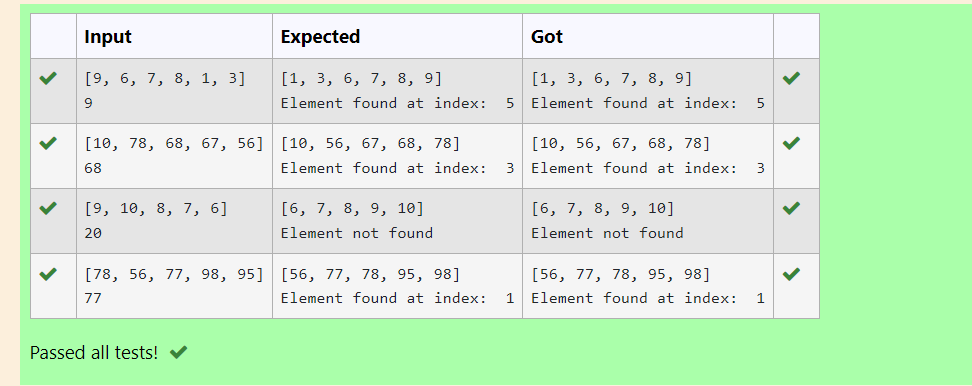 Input Expected Got
[9, 6, 7, 8, 1, 3] [1, 3, 6, 7, 8, 9] [1, 3, 6, 7, 8, 9]
9 Element found at index:  5 Element found at index:  5
[10, 78, 68, 67, 56] [10, 56, 67, 68, 78] [10, 56, 67, 68, 78]
68 Element found at index:  3 Element found at index:  3
[9, 10, 8, 7, 6] [6, 7, 8, 9, 10] [6, 7, 8, 9, 10]
20 Element not found Element not found
[78, 56, 77, 98, 95] [56, 77, 78, 95, 98] [56, 77, 78, 95, 98]
77 Element found at index:  1 Element found at index:  1
Passed all tests!